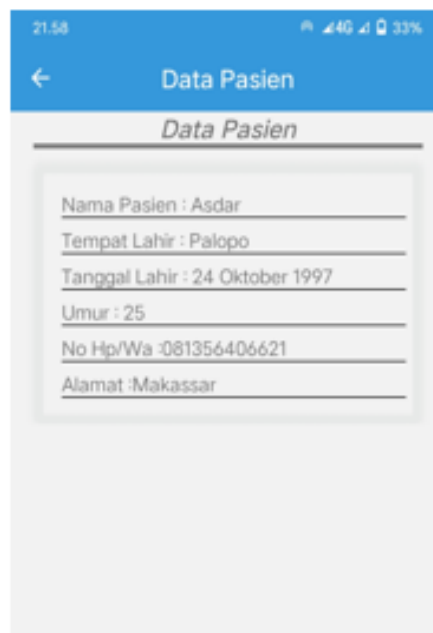 21.58 4G 33%
Data Pasien
Data Pasien
Nama Pasien : Asdar
Tempat Lahir : Palopo
Tanggal Lahir : 24 Oktober 1997
Umur : 25
No Hp/Wa :081356406621
Alamat :Makassar